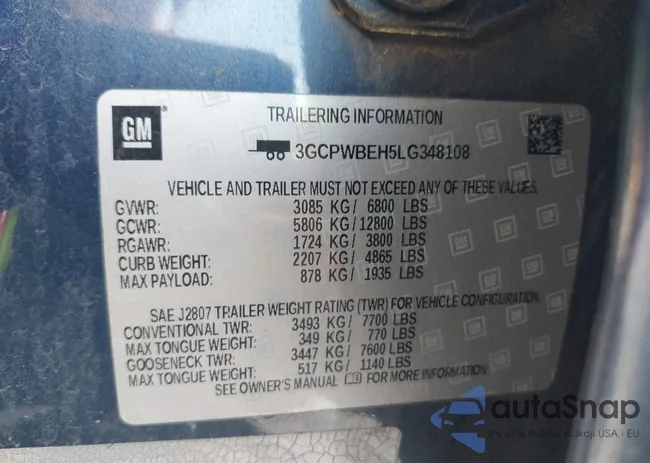 GM
TRAILERING INFORMATION
3GCPWBEH5LG348108
VEHICLE AND TRAILER MUST NOT EXCEED ANY OF THESE VALUES.
GVWR: 3085 KG / 6800 LBS
GCWR: 5806 KG / 12800 LBS
RGAWR: 1724 KG / 3800 LBS
CURB WEIGHT: 2207 KG / 4865 LBS
MAX PAYLOAD: 878 KG / 1935 LBS
SAE J2807 TRAILER WEIGHT RATING (TWR) FOR VEHICLE CONFIGURATION.
CONVENTIONAL TWR: 3493 KG / 7700 LBS
MAX TONGUE WEIGHT: 349 KG / 770 LBS
GOOSENECK TWR: 3447 KG / 7600 LBS
MAX TONGUE WEIGHT: 517 KG / 1140 LBS
SEE OWNER'S MANUAL FOR MORE INFORMATION.
autoSnap
aukcji USA · EU